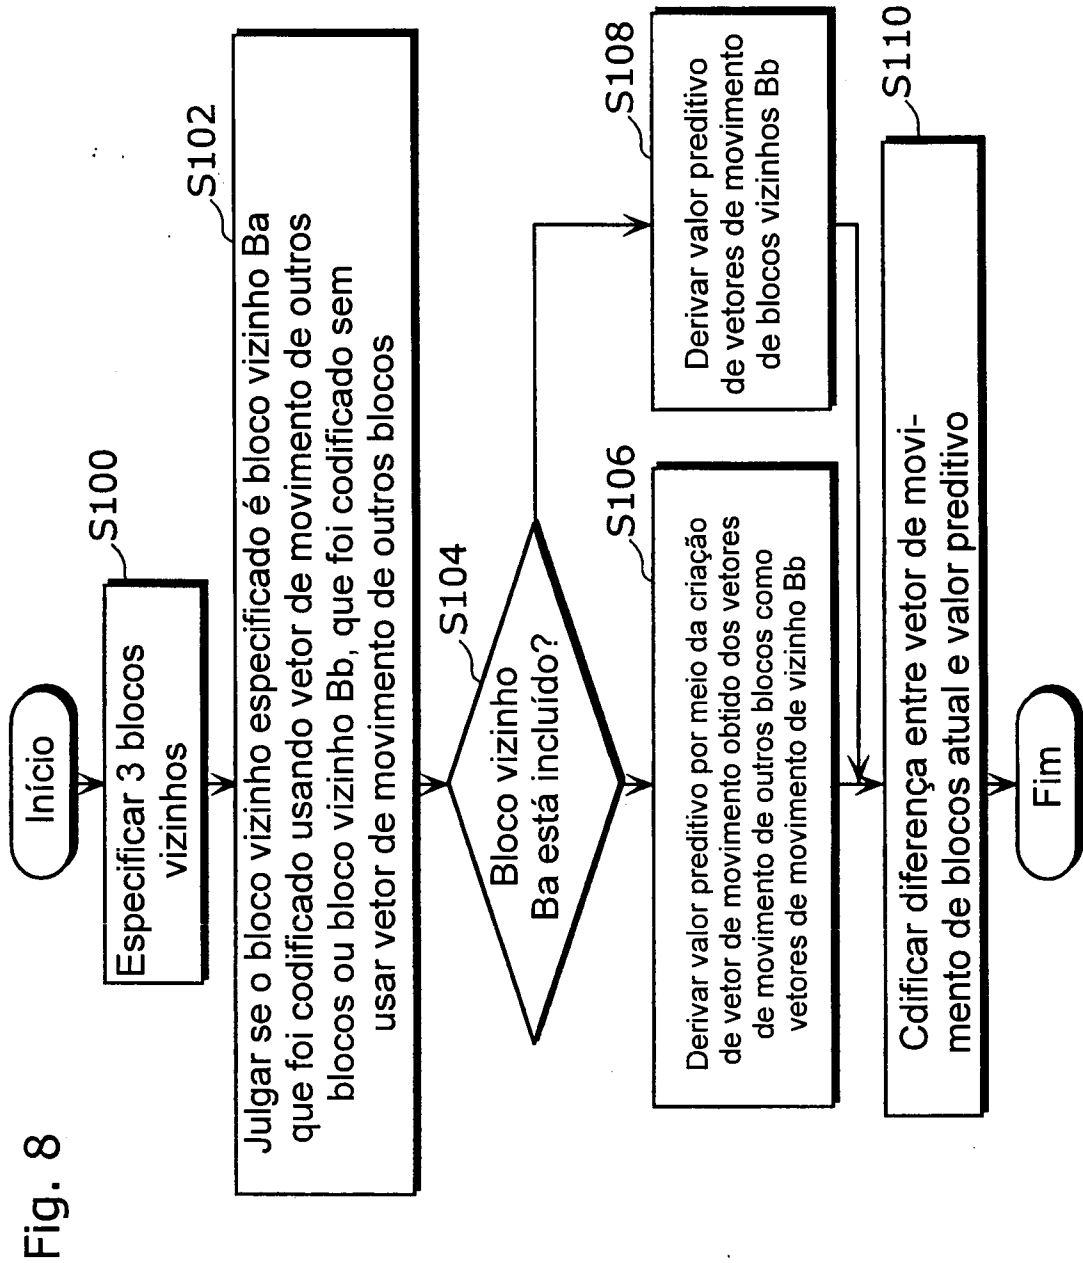 Fig. 8
Início
S100
Especificar 3 blocos
vizinhos
S102
Julgar se o bloco vizinho especificado é bloco vizinho Ba
que foi codificado usando vetor de movimento de outros
blocos ou bloco vizinho Bb, que foi codificado sem
usar vetor de movimento de outros blocos
S104
Bloco vizinho
Ba está incluído?
S106
Derivar valor preditivo por meio da criação
de vetor de movimento obtido dos vetores
de movimento de outros blocos como
vetores de movimento de vizinho Bb
S108
Derivar valor preditivo
de vetores de movimento
de blocos vizinhos Bb
S110
Cdificar diferença entre vetor de movi-
mento de blocos atual e valor preditivo
Fim